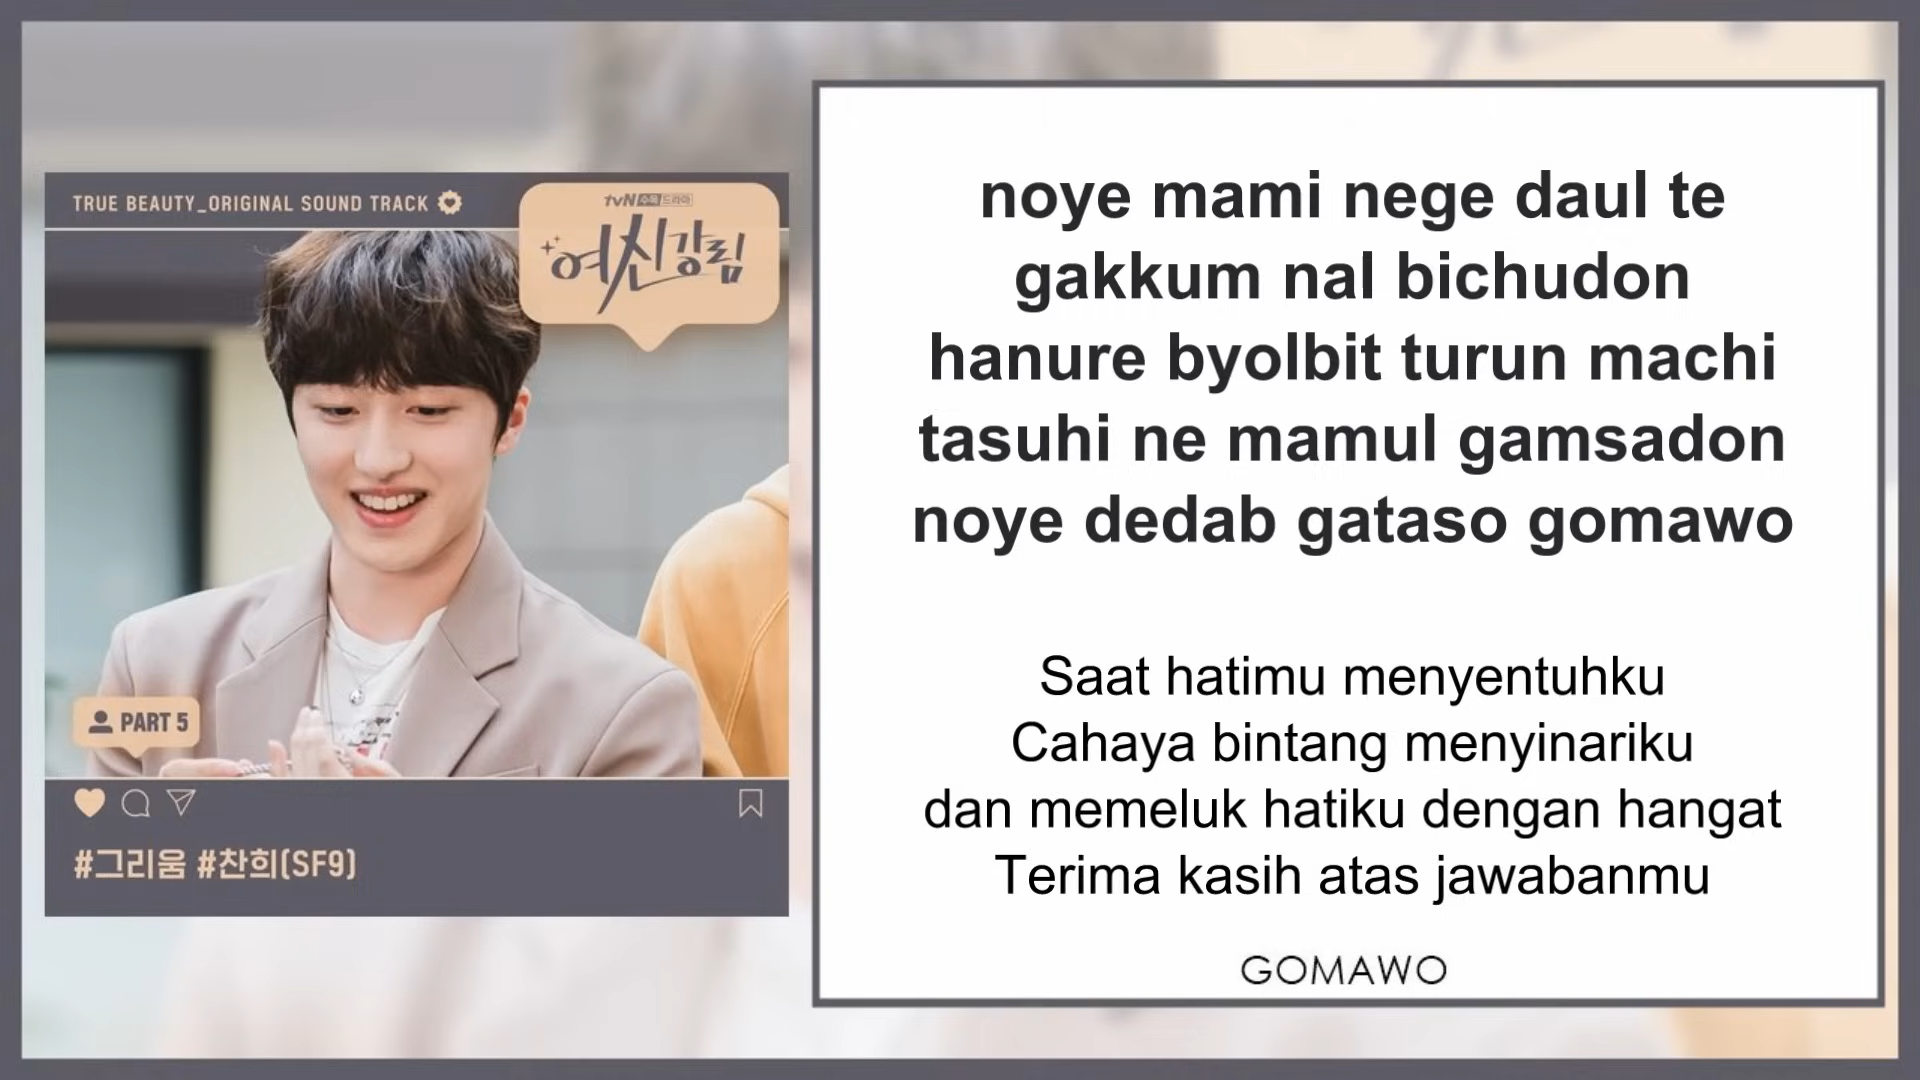 TRUE BEAUTY_ORIGINAL SOUND TRACK
tvN 수목드라마
여신강림
PART 5
#그리움 #찬희(SF9)
noye mami nege daul te
gakkum nal bichudon
hanure byolbit turun machi
tasuhi ne mamul gamsadon
noye dedab gataso gomawo
Saat hatimu menyentuhku
Cahaya bintang menyinariku
dan memeluk hatiku dengan hangat
Terima kasih atas jawabanmu
GOMAWO